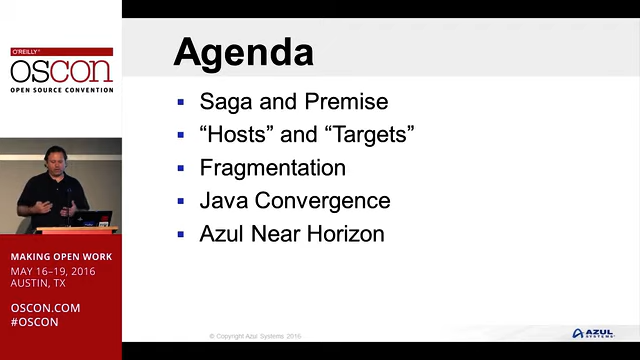 O'REILLY
OSCON
OPEN SOURCE CONVENTION
MAKING OPEN WORK
MAY 16–19, 2016
AUSTIN, TX
OSCON.COM
#OSCON
Agenda
Saga and Premise
“Hosts” and “Targets”
Fragmentation
Java Convergence
Azul Near Horizon
© Copyright Azul Systems 2016
AZUL
SYSTEMS